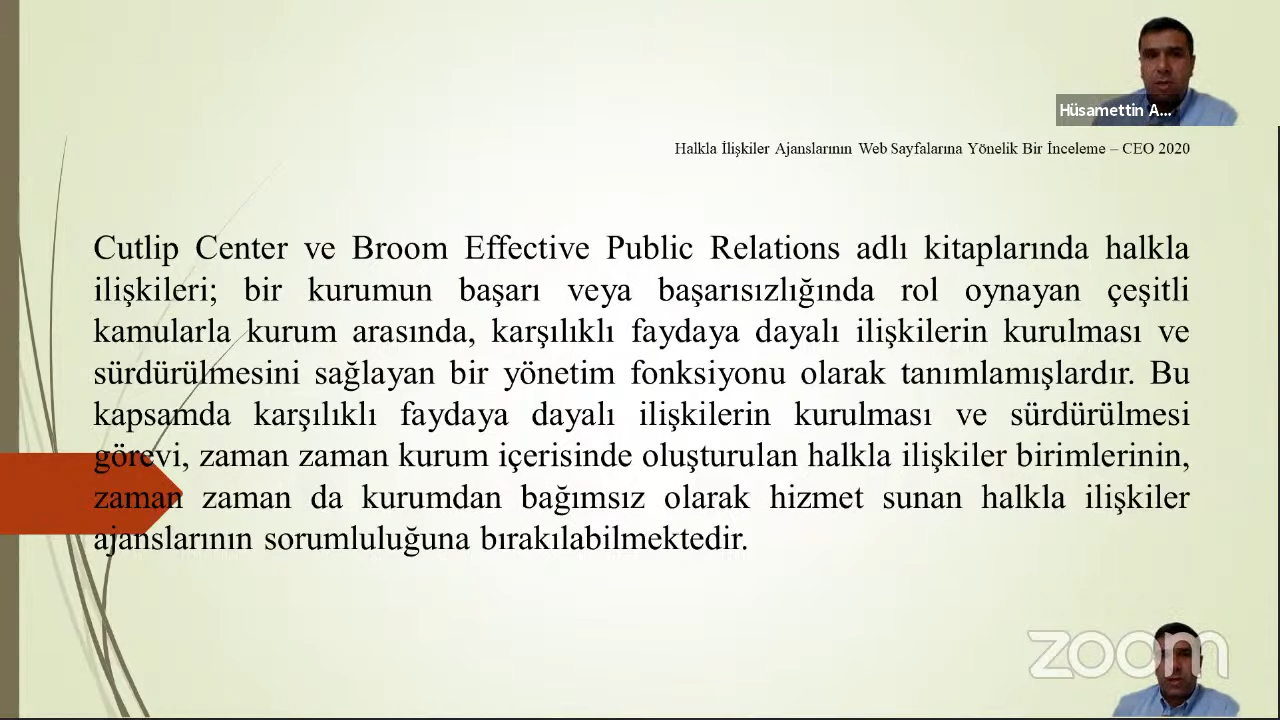 Hüsamettin A...
Halkla İlişkiler Ajanslarının Web Sayfalarına Yönelik Bir İnceleme – CEO 2020
Cutlip Center ve Broom Effective Public Relations adlı kitaplarında halkla
ilişkileri; bir kurumun başarı veya başarısızlığında rol oynayan çeşitli
kamularla kurum arasında, karşılıklı faydaya dayalı ilişkilerin kurulması ve
sürdürülmesini sağlayan bir yönetim fonksiyonu olarak tanımlamışlardır. Bu
kapsamda karşılıklı faydaya dayalı ilişkilerin kurulması ve sürdürülmesi
görevi, zaman zaman kurum içerisinde oluşturulan halkla ilişkiler birimlerinin,
zaman zaman da kurumdan bağımsız olarak hizmet sunan halkla ilişkiler
ajanslarının sorumluluğuna bırakılabilmektedir.
zoom